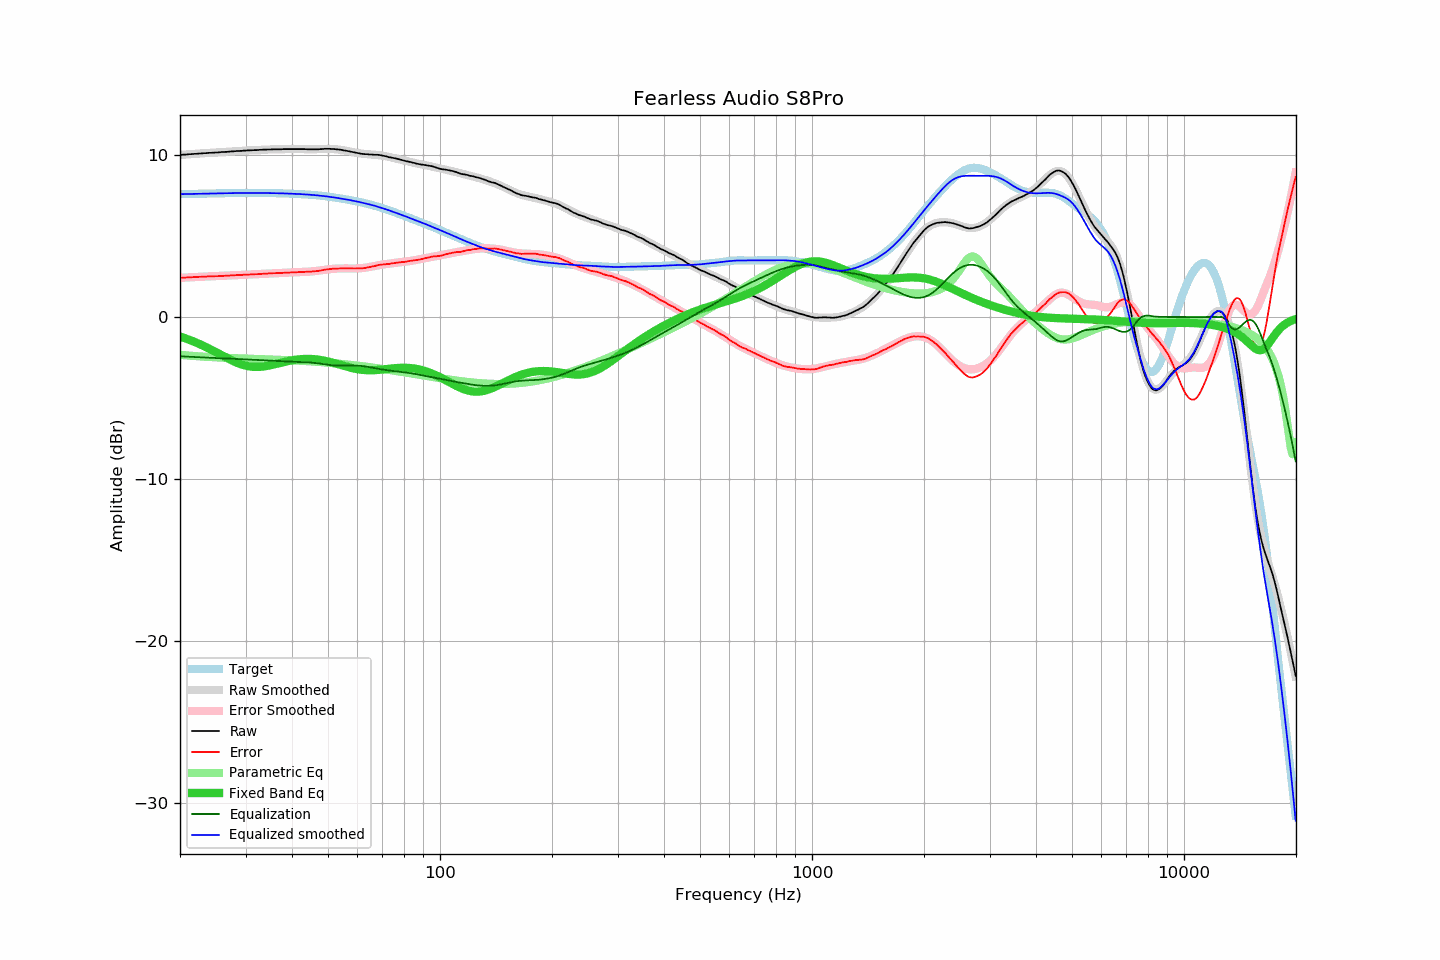 Fearless Audio S8Pro
Amplitude (dBr)
10
0
−10
−20
−30
Target
Raw Smoothed
Error Smoothed
Raw
Error
Parametric Eq
Fixed Band Eq
Equalization
Equalized smoothed
100
1000
10000
Frequency (Hz)